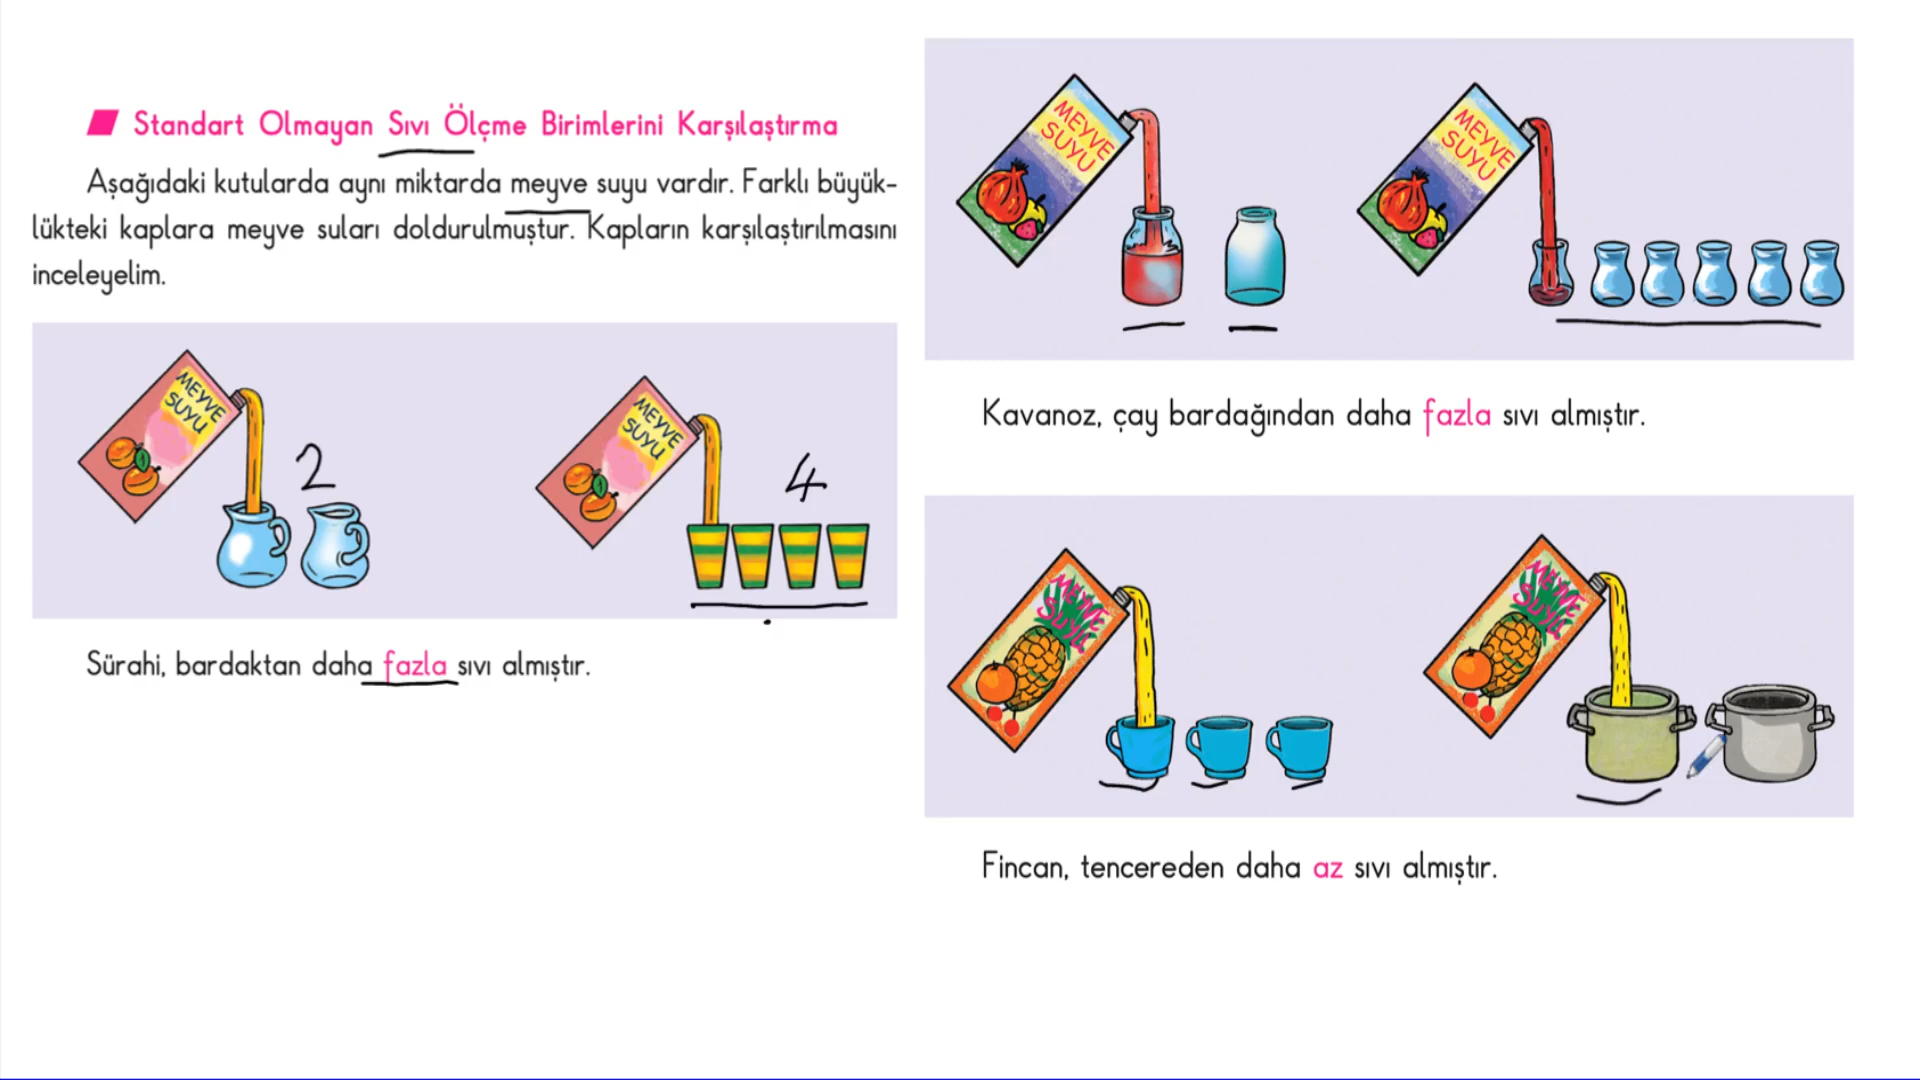 Standart Olmayan Sıvı Ölçme Birimlerini Karşılaştırma
Aşağıdaki kutularda aynı miktarda meyve suyu vardır. Farklı büyük-
lükteki kaplara meyve suları doldurulmuştur. Kapların karşılaştırılmasını
inceleyelim.
MEYVE
SUYU
2
MEYVE
SUYU
4
Sürahi, bardaktan daha fazla sıvı almıştır.
MEYVE
SUYU
MEYVE
SUYU
Kavanoz, çay bardağından daha fazla sıvı almıştır.
MEYVE
SUYU
MEYVE
SUYU
Fincan, tencereden daha az sıvı almıştır.